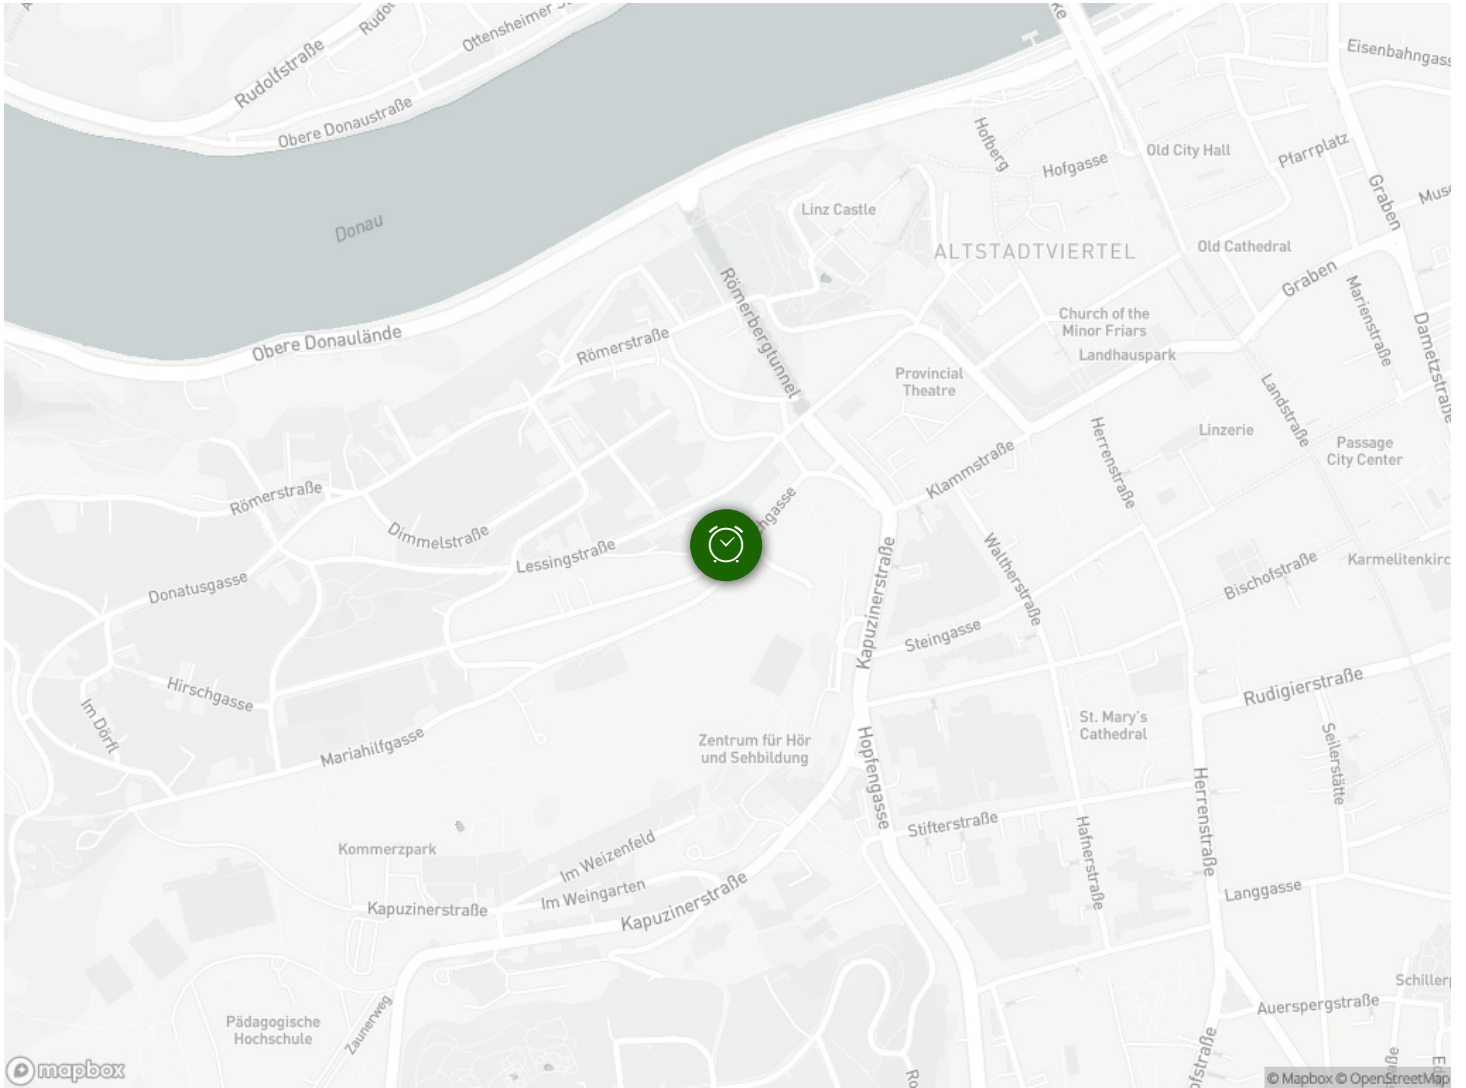 Rudolfstraße
Ottensheimer
Eisenbahngass
Obere Donaustraße
Hofberg
Old City Hall
Pfarrplatz
Hofgasse
Graben
Linz Castle
Donau
ALTSTADTVIERTEL
Old Cathedral
Graben
Römerbergtunnel
Marienstraße
Church of the
Minor Friars
Dametzstraße
Obere Donaulände
Römerstraße
Landhauspark
Provincial
Theatre
Landstraße
Herrenstraße
Linzerie
Passage
City Center
Klammstraße
Römerstraße
Dimmelstraße
Lessingstraße
hgasse
Kapuzinerstraße
Waltherstraße
Bischofstraße
Karmelitenkirc
Donatusgasse
Steingasse
Hirschgasse
Im Dörfl
Rudigierstraße
St. Mary's
Cathedral
Mariahilfgasse
Zentrum für Hör
und Sehbildung
Hopfengasse
Seilerstätte
Herrenstraße
Stifterstraße
Hafnerstraße
Kommerzpark
Im Weizenfeld
Im Weingarten
Kapuzinerstraße
Kapuzinerstraße
Langgasse
Schiller
Auerspergstraße
Pädagogische
Hochschule
Zaunerweg
ofstraße
Ro
mapbox
© Mapbox © OpenStreetMap